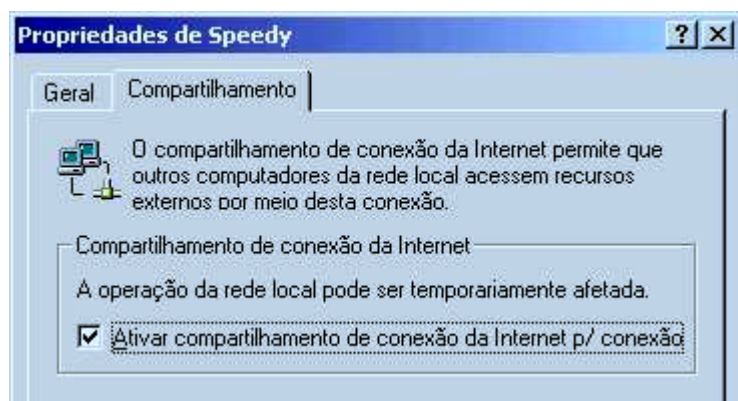 Propriedades de Speedy
Geral
Compartilhamento
O compartilhamento de conexão da Internet permite que
outros computadores da rede local acessem recursos
externos por meio desta conexão.
Compartilhamento de conexão da Internet
A operação da rede local pode ser temporariamente afetada.
Ativar compartilhamento de conexão da Internet p/ conexão